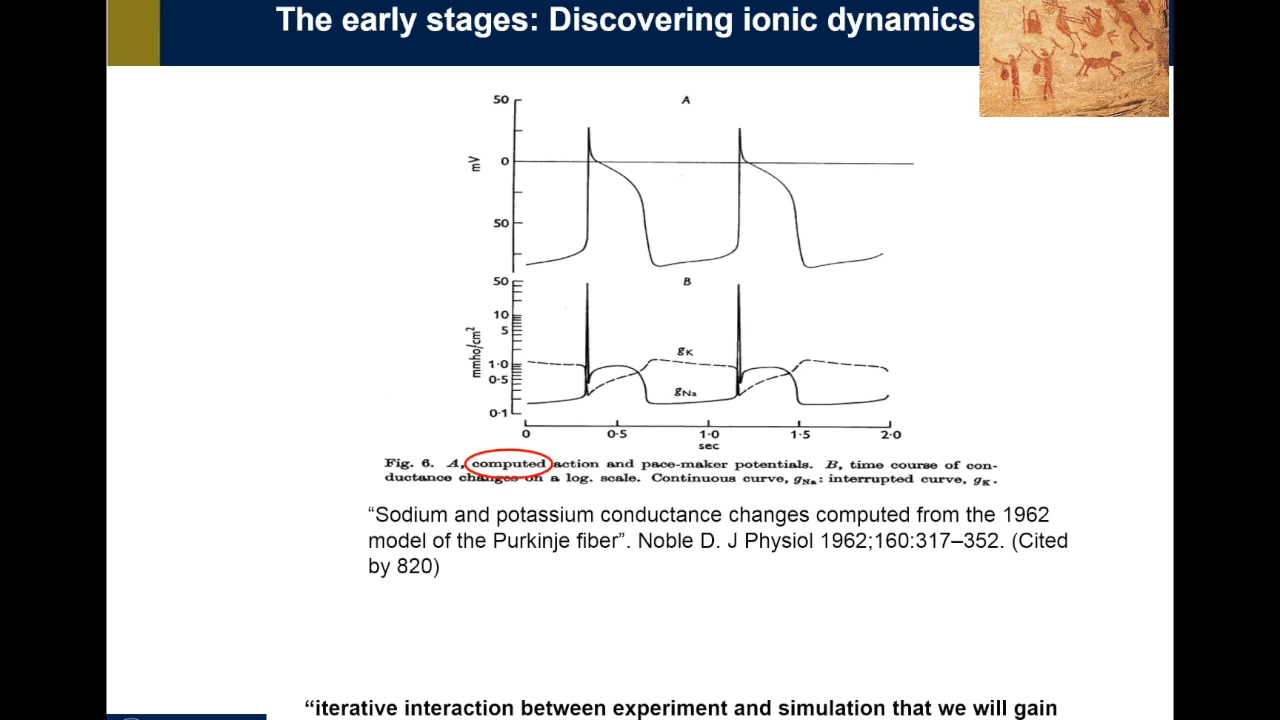 The early stages: Discovering ionic dynamics
A
50
0
50
mV
B
50
10
5
1·0
0·5
0·1
mmho/cm²
gK
gNa
0 0·5 1·0 1·5 2·0
sec
Fig. 6. A, computed action and pace-maker potentials. B, time course of con-
ductance changes on a log. scale. Continuous curve, gNa: interrupted curve, gK.
“Sodium and potassium conductance changes computed from the 1962
model of the Purkinje fiber”. Noble D. J Physiol 1962;160:317–352. (Cited
by 820)
“iterative interaction between experiment and simulation that we will gain